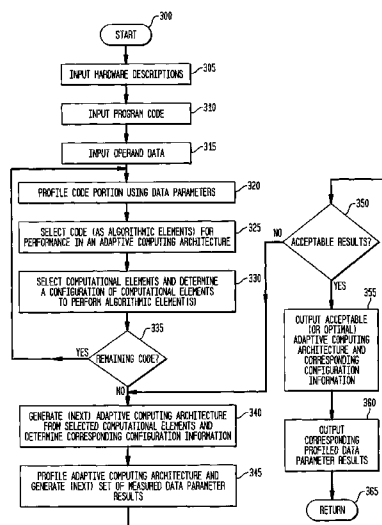 300
START
INPUT HARDWARE DESCRIPTIONS
305
INPUT PROGRAM CODE
310
INPUT OPERAND DATA
315
PROFILE CODE PORTION USING DATA PARAMETERS
320
SELECT CODE (AS ALGORITHMIC ELEMENTS) FOR
PERFORMANCE IN AN ADAPTIVE COMPUTING ARCHITECTURE
325
SELECT COMPUTATIONAL ELEMENTS AND DETERMINE
A CONFIGURATION OF COMPUTATIONAL ELEMENTS
TO PERFORM ALGORITHMIC ELEMENT(S)
330
335
YES
REMAINING CODE?
NO
GENERATE (NEXT) ADAPTIVE COMPUTING ARCHITECTURE
FROM SELECTED COMPUTATIONAL ELEMENTS AND
DETERMINE CORRESPONDING CONFIGURATION INFORMATION
340
PROFILE ADAPTIVE COMPUTING ARCHITECTURE AND
GENERATE (NEXT) SET OF MEASURED DATA PARAMETER
RESULTS
345
350
NO
ACCEPTABLE RESULTS?
YES
355
OUTPUT ACCEPTABLE
(OR OPTIMAL)
ADAPTIVE COMPUTING
ARCHITECTURE AND
CORRESPONDING
CONFIGURATION
INFORMATION
360
OUTPUT
CORRESPONDING
PROFILED DATA
PARAMETER RESULTS
365
RETURN